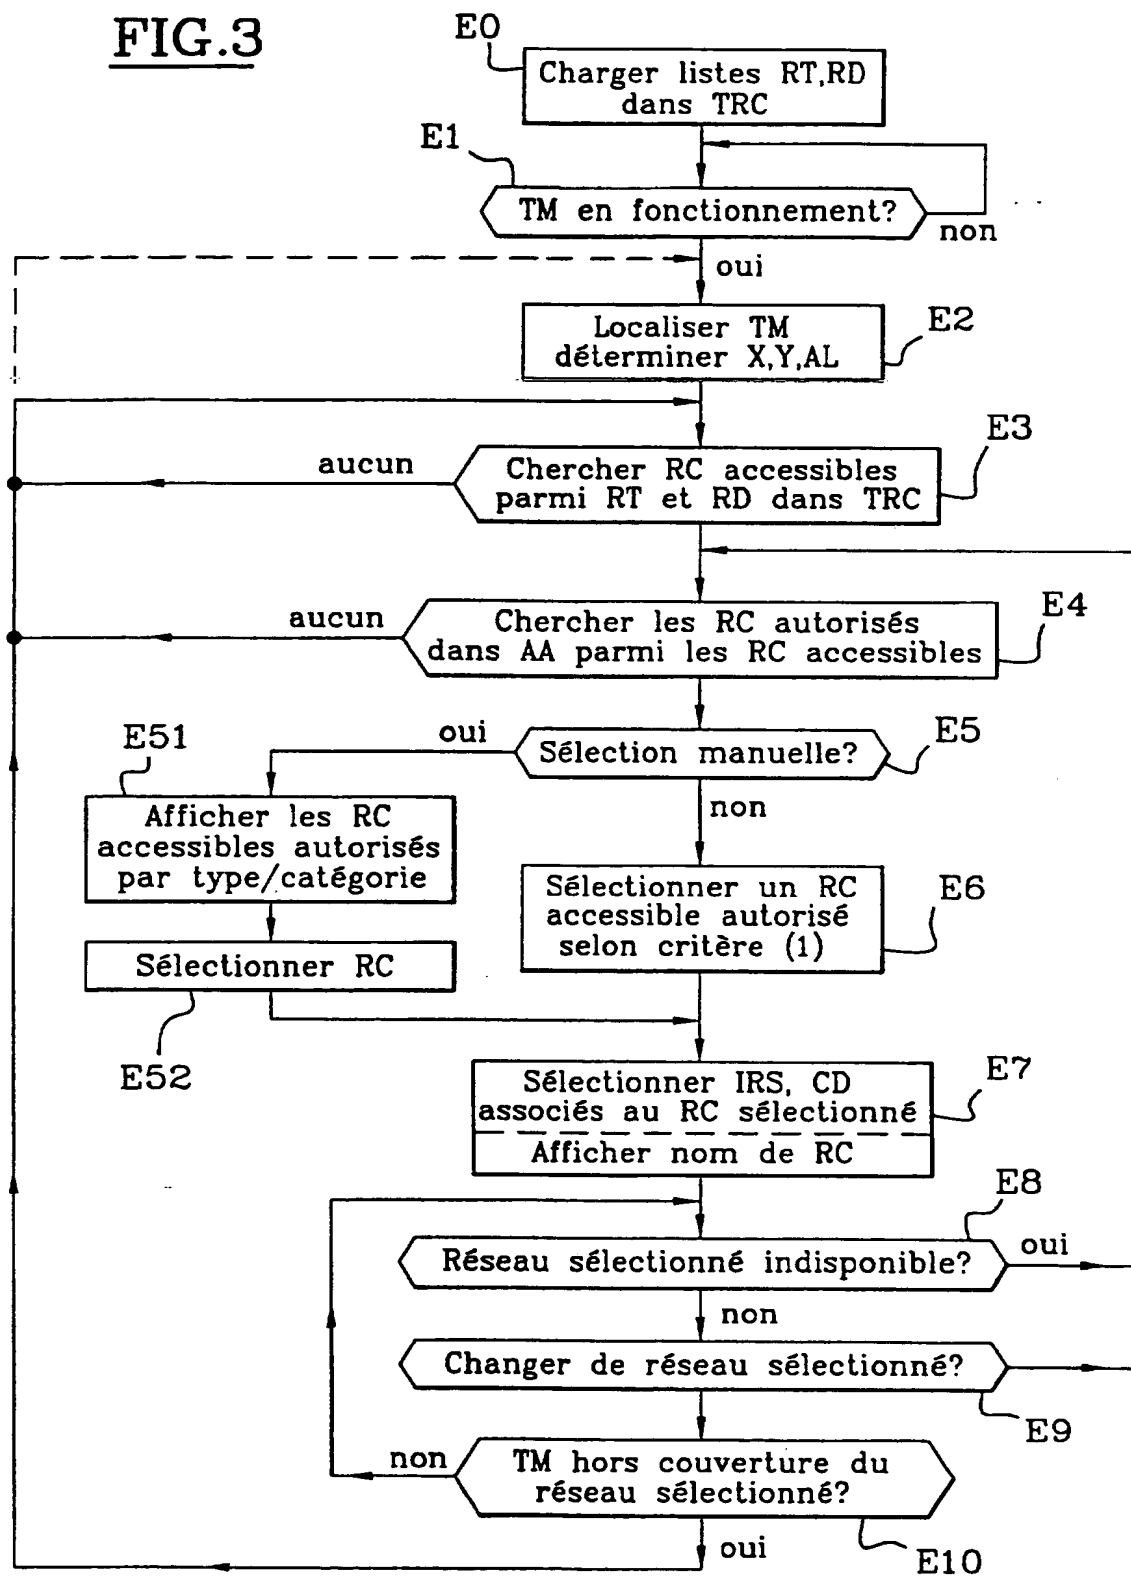 FIG.3
E0
Charger listes RT,RD
dans TRC
E1
TM en fonctionnement?
non
oui
Localiser TM
déterminer X,Y,AL
E2
E3
aucun
Chercher RC accessibles
parmi RT et RD dans TRC
E4
aucun
Chercher les RC autorisés
dans AA parmi les RC accessibles
E51
oui
Sélection manuelle?
E5
non
Afficher les RC
accessibles autorisés
par type/catégorie
Sélectionner un RC
accessible autorisé
selon critère (1)
E6
Sélectionner RC
E52
Sélectionner IRS, CD
associés au RC sélectionné
Afficher nom de RC
E7
E8
Réseau sélectionné indisponible?
oui
non
Changer de réseau sélectionné?
E9
non
TM hors couverture du
réseau sélectionné?
oui
E10